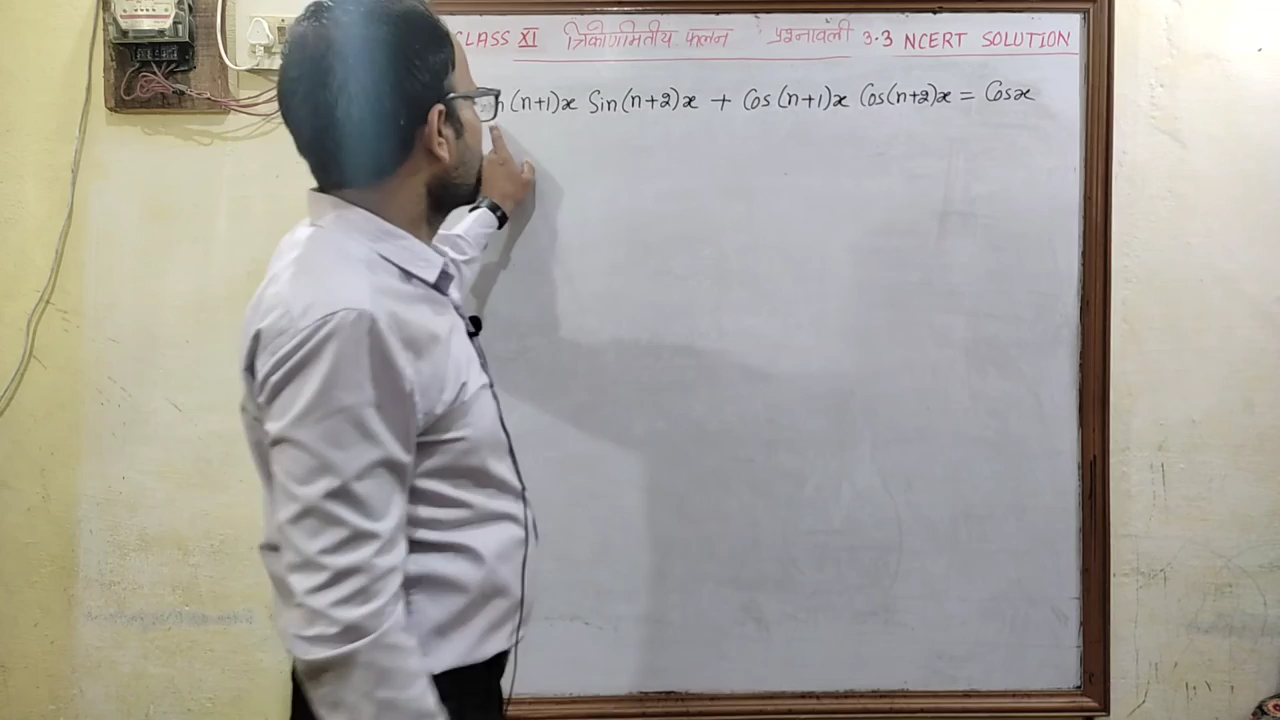 CLASS XI त्रिकोणमितीय फलन प्रश्नावली 3.3 NCERT SOLUTION
(n+1)x Sin(n+2)x + Cos(n+1)x Cos(n+2)x = Cosx